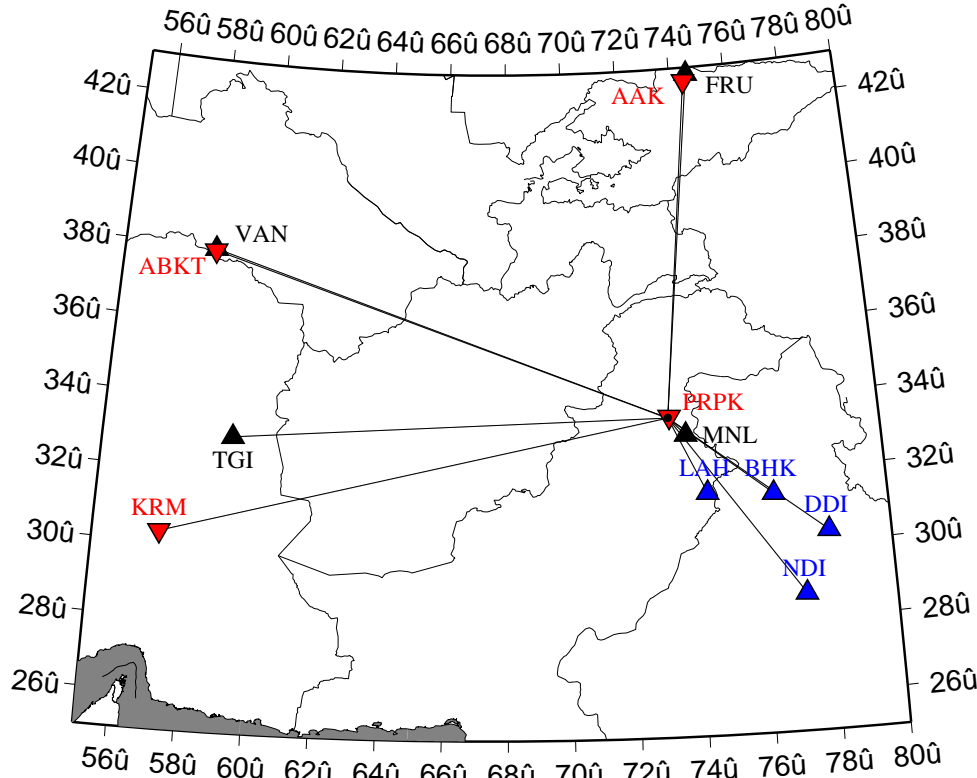 56û 58û 60û 62û 64û 66û 68û 70û 72û 74û 76û 78û 80û
42û 42û
AAK FRU
40û 40û
38û VAN 38û
ABKT
36û 36û
34û 34û
PRPK
MNL
32û TGI LAH BHK 32û
KRM DDI
30û 30û
NDI
28û 28û
26û 26û
56û 58û 60û 62û 64û 66û 68û 70û 72û 74û 76û 78û 80û